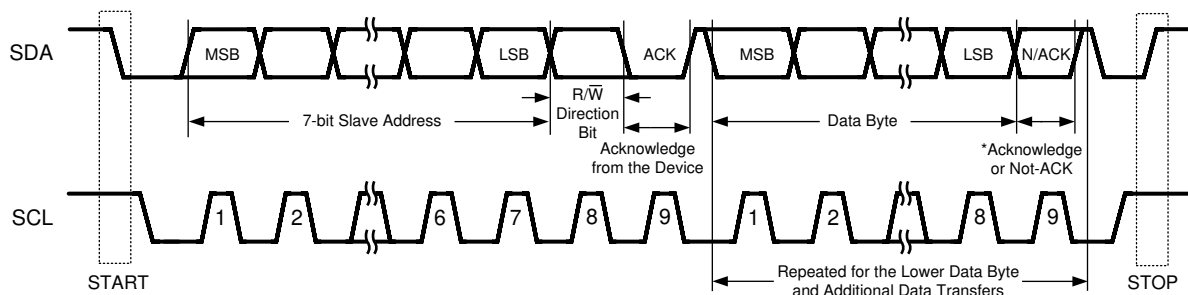 SDA
MSB
LSB
ACK
MSB
LSB
N/ACK
R/W̅
Direction
Bit
7-bit Slave Address
Data Byte
Acknowledge
from the Device
*Acknowledge
or Not-ACK
SCL
1
2
6
7
8
9
1
2
8
9
START
Repeated for the Lower Data Byte
and Additional Data Transfers
STOP